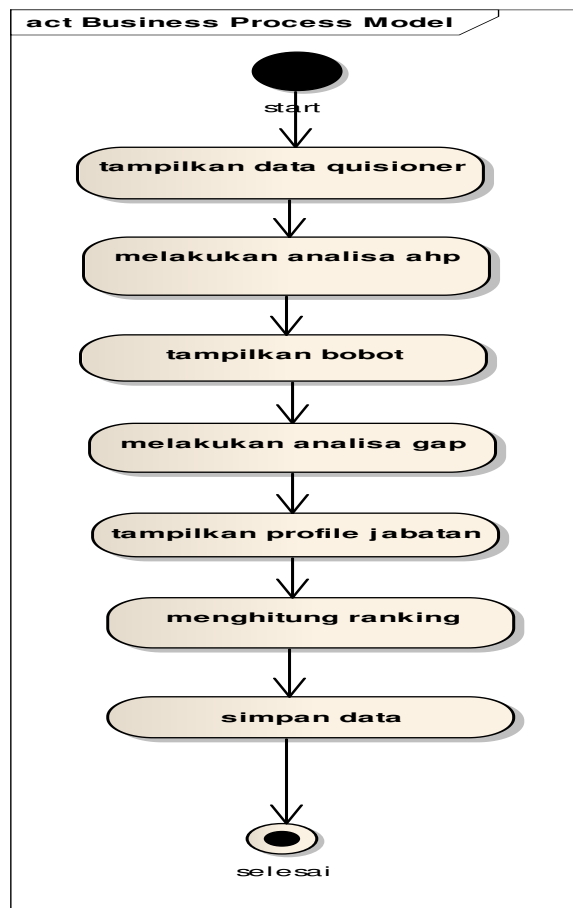 act Business Process Model
start
tampilkan data quisioner
melakukan analisa ahp
tampilkan bobot
melakukan analisa gap
tampilkan profile jabatan
menghitung ranking
simpan data
selesai